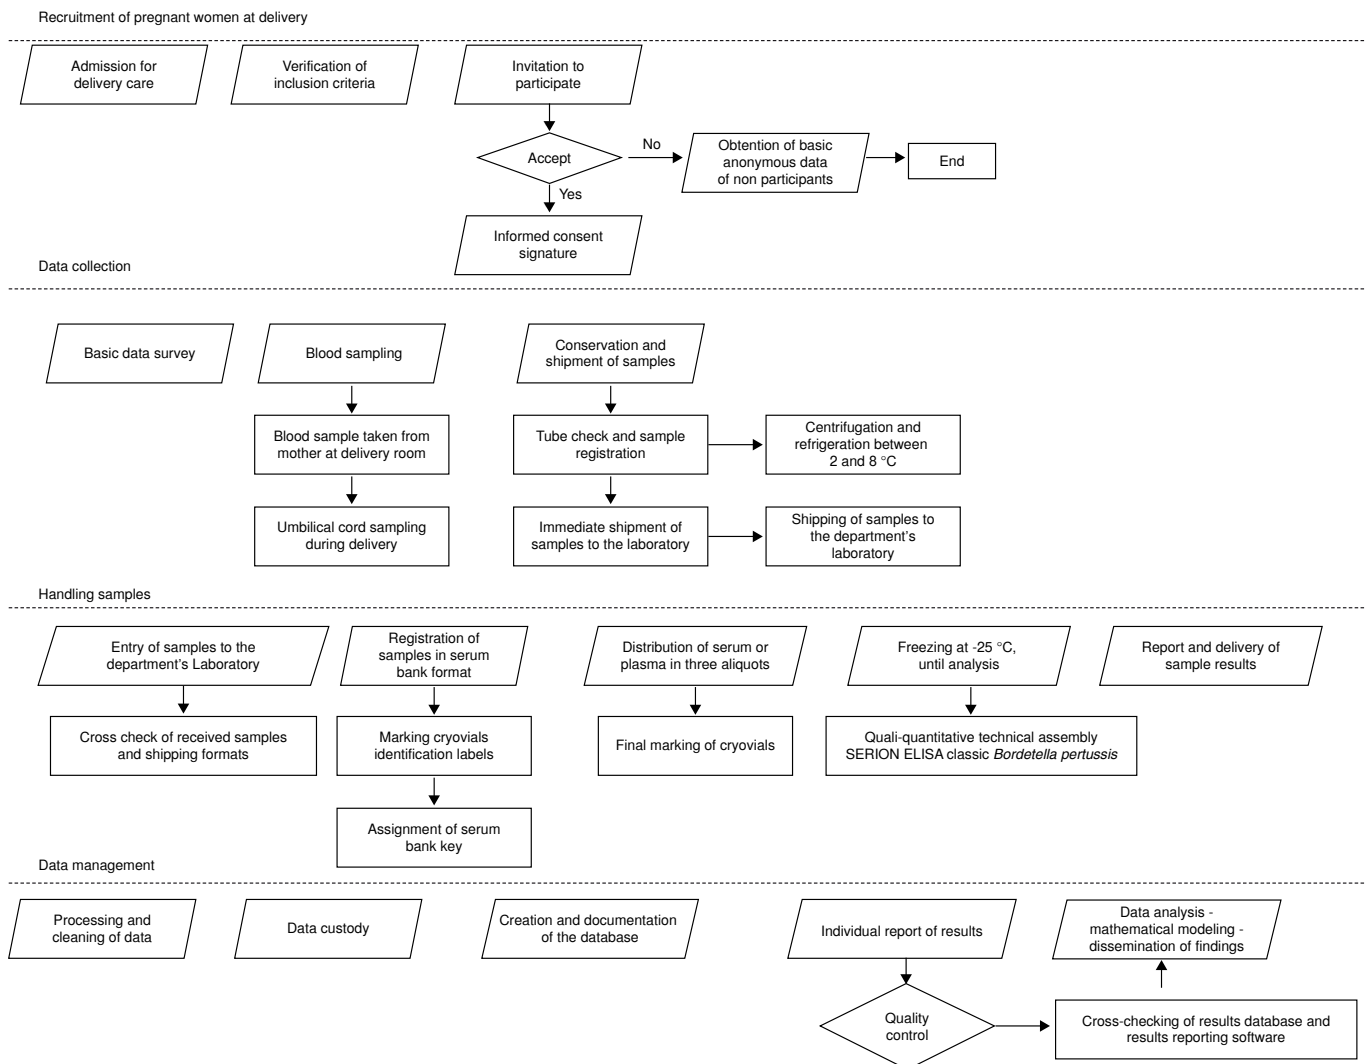 Recruitment of pregnant women at delivery
Admission for
delivery care
Verification of
inclusion criteria
Invitation to
participate
Accept
No
Obtention of basic
anonymous data
of non participants
End
Yes
Informed consent
signature
Data collection
Basic data survey
Blood sampling
Conservation and
shipment of samples
Blood sample taken from
mother at delivery room
Tube check and sample
registration
Centrifugation and
refrigeration between
2 and 8 °C
Umbilical cord sampling
during delivery
Immediate shipment of
samples to the laboratory
Shipping of samples to
the department's
laboratory
Handling samples
Entry of samples to the
department's Laboratory
Registration of
samples in serum
bank format
Distribution of serum or
plasma in three aliquots
Freezing at -25 °C,
until analysis
Report and delivery of
sample results
Cross check of received samples
and shipping formats
Marking cryovials
identification labels
Final marking of cryovials
Quali-quantitative technical assembly
SERION ELISA classic Bordetella pertussis
Assignment of serum
bank key
Data management
Processing and
cleaning of data
Data custody
Creation and documentation
of the database
Individual report of results
Data analysis -
mathematical modeling -
dissemination of findings
Quality
control
Cross-checking of results database and
results reporting software